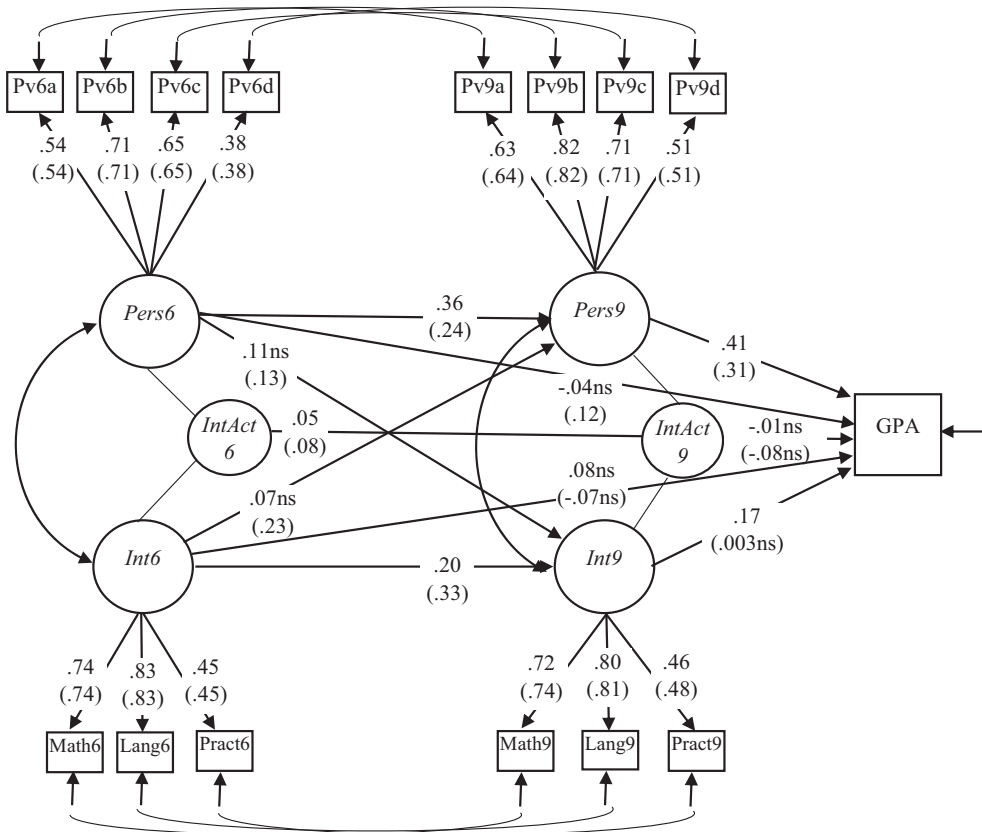 Pv6a Pv6b Pv6c Pv6d Pv9a Pv9b Pv9c Pv9d
.54 .71 .65 .38 .63 .82 .71 .51
(.54) (.71) (.65) (.38) (.64) (.82) (.71) (.51)
Pers6 .36 Pers9
(.24)
.11ns .41
(.13) (.31)
-.04ns
(.12)
IntAct .05 IntAct -.01ns GPA
6 (.08) 9 (-.08ns)
.07ns .08ns
(.23) (-.07ns)
.17
(.003ns)
Int6 .20 Int9
(.33)
.74 .83 .45 .72 .80 .46
(.74) (.83) (.45) (.74) (.81) (.48)
Math6 Lang6 Pract6 Math9 Lang9 Pract9